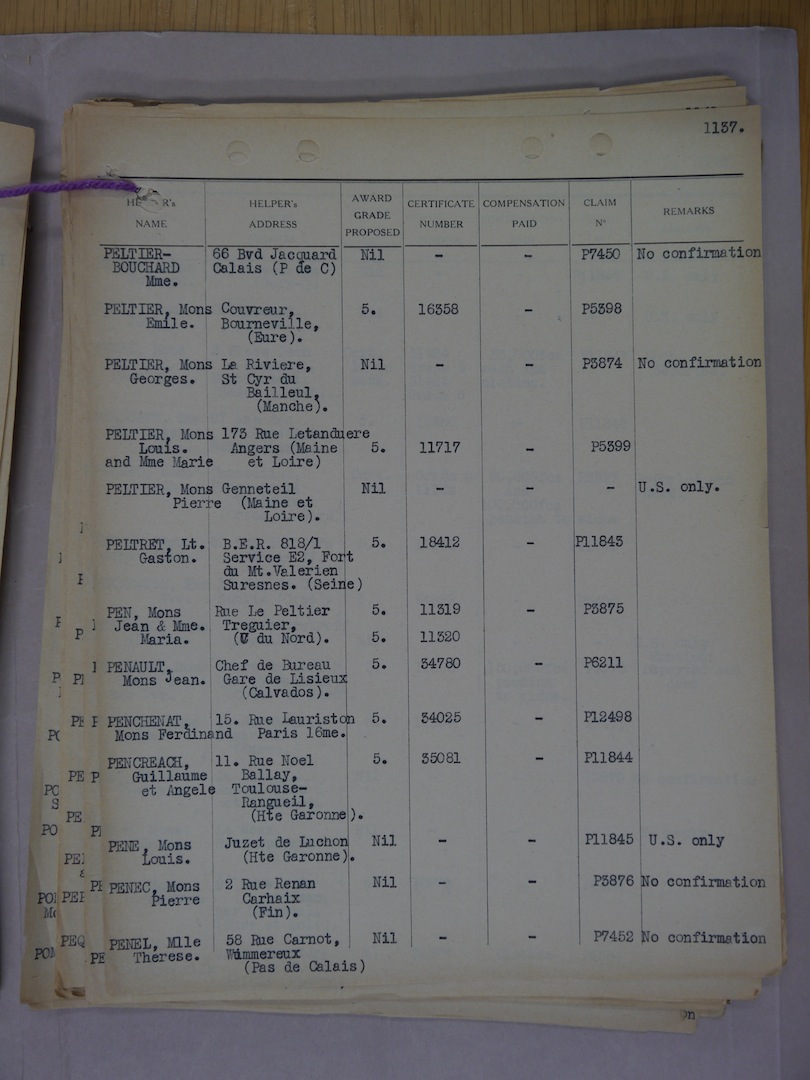 1137.
HELPER's NAME HELPER's ADDRESS AWARD GRADE PROPOSED CERTIFICATE NUMBER COMPENSATION PAID CLAIM N° REMARKS
PELTIER- 66 Bvd Jacquard Nil - - P7450 No confirmation
BOUCHARD Calais (P de C)
Mme.
PELTIER, Mons Couvreur, 5. 16358 - P5398
Emile. Bourneville,
(Eure).
PELTIER, Mons La Riviere, Nil - - P3874 No confirmation
Georges. St Cyr du
Bailleul,
(Manche).
PELTIER, Mons 173 Rue Letanduere
Louis. Angers (Maine 5. 11717 - P5399
and Mme Marie et Loire)
PELTIER, Mons Genneteil Nil - - - U.S. only.
Pierre (Maine et
Loire).
PELTRET, Lt. B.E.R. 818/1 5. 18412 - P11843
Gaston. Service E2, Fort
du Mt.Valerien
Suresnes. (Seine)
PEN, Mons Rue Le Peltier 5. 11319 - P3875
Jean & Mme. Treguier,
Maria. (C du Nord). 5. 11320
PENAULT, Chef de Bureau 5. 34780 - P6211
Mons Jean. Gare de Lisieux
(Calvados).
PENCHENAT, 15. Rue Lauriston 5. 34025 - P12498
Mons Ferdinand Paris 16me.
PENCREACH, 11. Rue Noel 5. 35081 - P11844
Guillaume Ballay,
et Angele Toulouse-
Rangueil,
(Hte Garonne).
PENE, Mons Juzet de Luchon Nil - - P11845 U.S. only
Louis. (Hte Garonne).
PENEC, Mons 2 Rue Renan Nil - - P3876 No confirmation
Pierre Carhaix
(Fin).
PENEL, Mlle 58 Rue Carnot, Nil - - P7452 No confirmation
Therese. Wimmereux
(Pas de Calais)